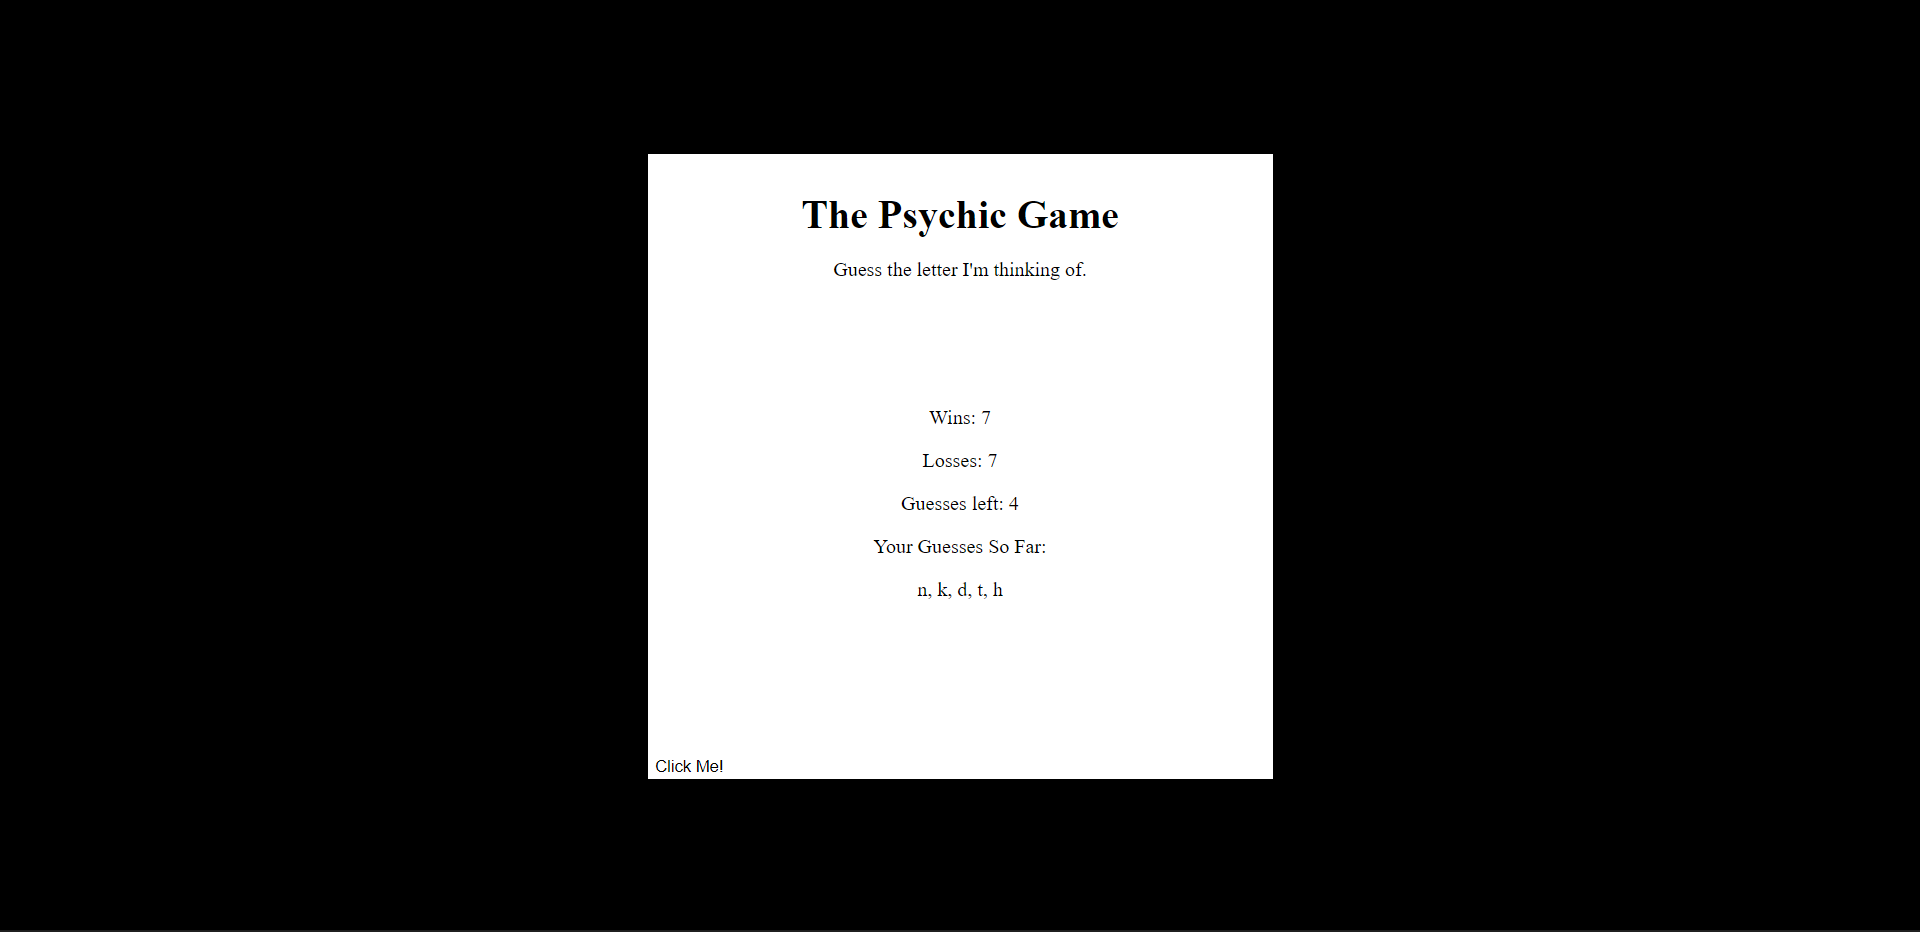 The Psychic Game
Guess the letter I'm thinking of.
Wins: 7
Losses: 7
Guesses left: 4
Your Guesses So Far:
n, k, d, t, h
Click Me!